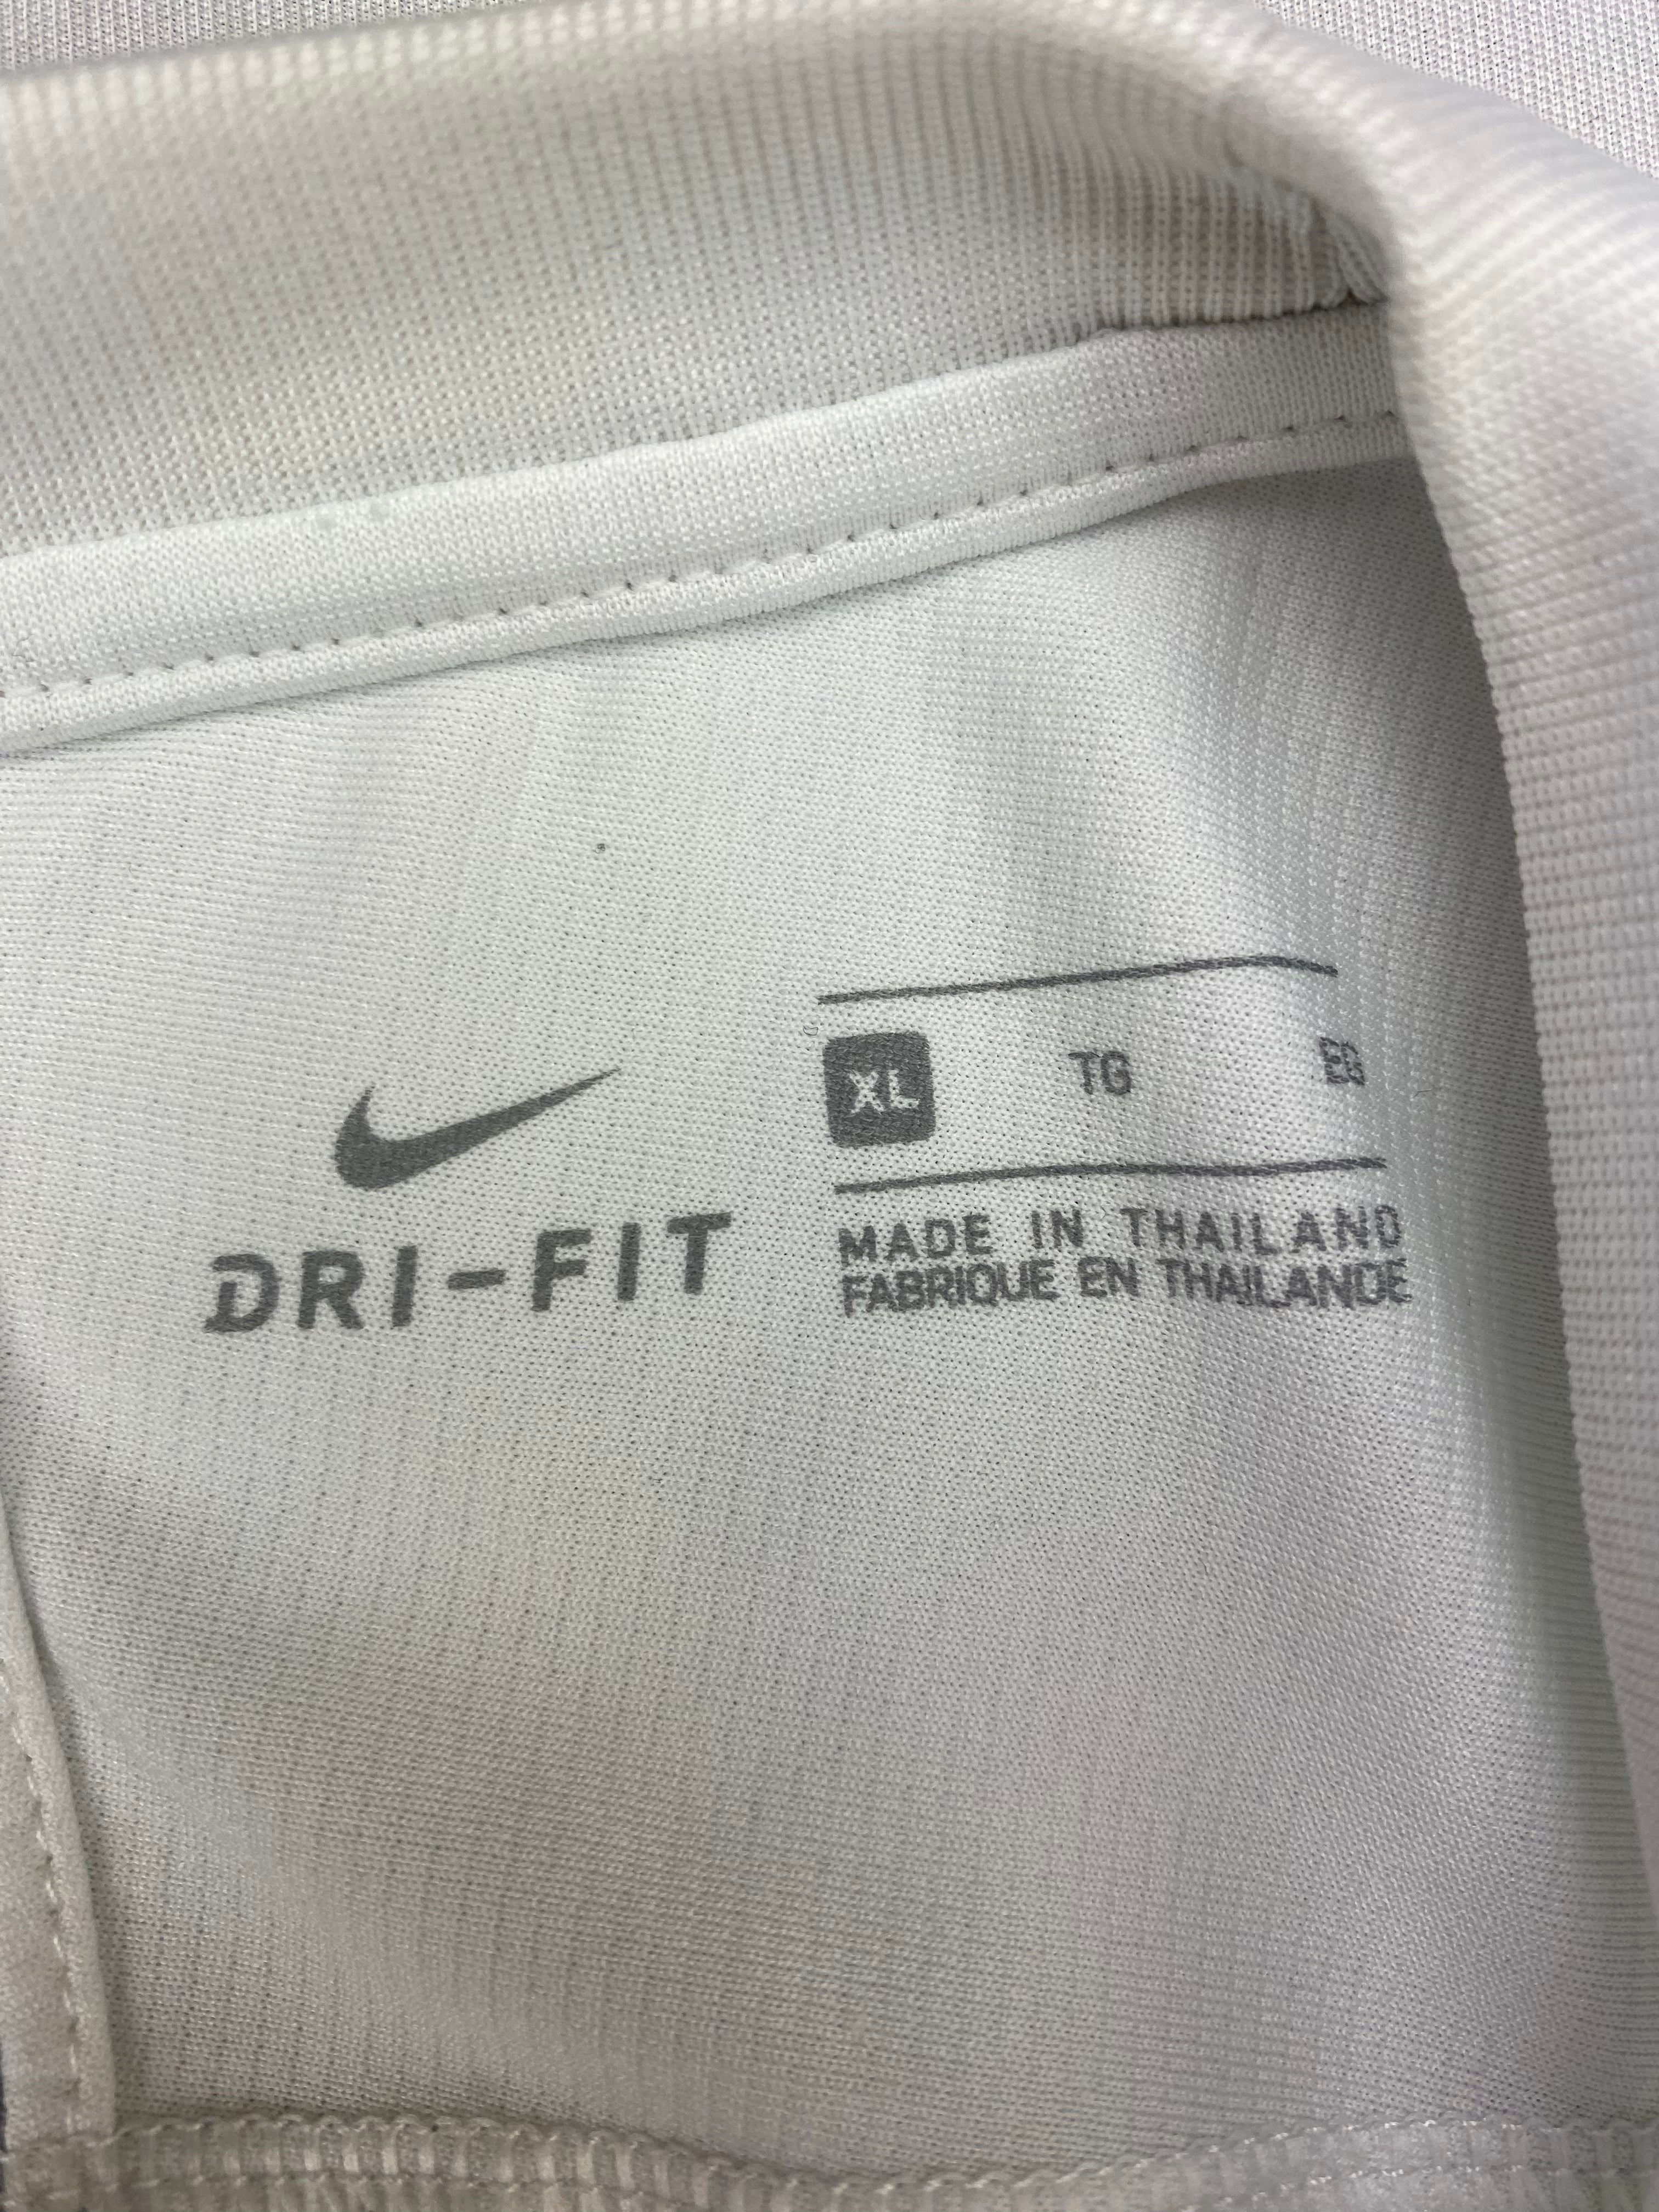 DRI-FIT
XL TG EG
MADE IN THAILAND
FABRIQUE EN THAILANDE